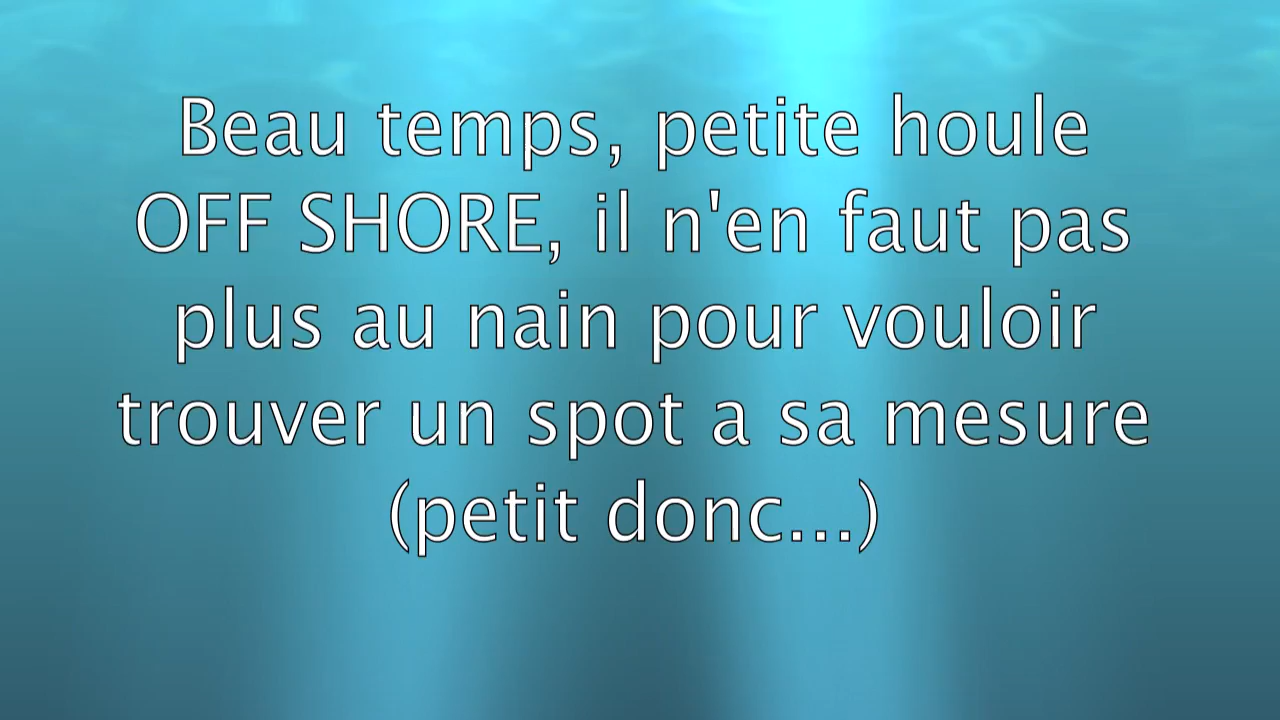 Beau temps, petite houle
OFF SHORE, il n'en faut pas
plus au nain pour vouloir
trouver un spot a sa mesure
(petit donc...)